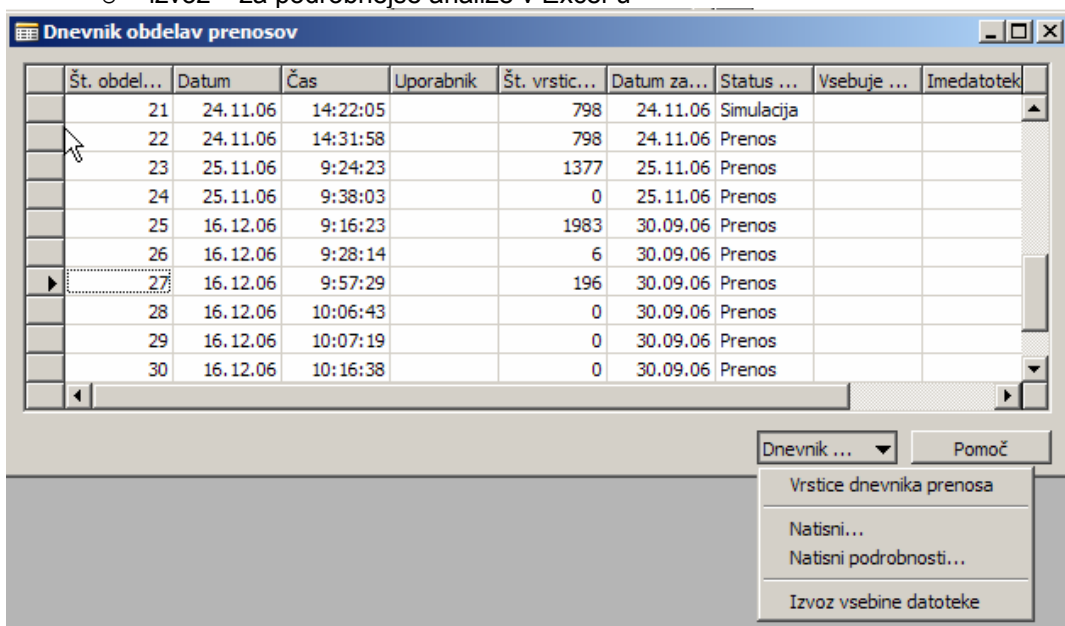 izvoz – za podrobnejšo analizo v Excel-u
Dnevnik obdelav prenosov
Št. obdel... Datum Čas Uporabnik Št. vrstic... Datum za... Status ... Vsebuje ... Imedatotek
21 24.11.06 14:22:05 798 24.11.06 Simulacija
22 24.11.06 14:31:58 798 24.11.06 Prenos
23 25.11.06 9:24:23 1377 25.11.06 Prenos
24 25.11.06 9:38:03 0 25.11.06 Prenos
25 16.12.06 9:16:23 1983 30.09.06 Prenos
26 16.12.06 9:28:14 6 30.09.06 Prenos
27 16.12.06 9:57:29 196 30.09.06 Prenos
28 16.12.06 10:06:43 0 30.09.06 Prenos
29 16.12.06 10:07:19 0 30.09.06 Prenos
30 16.12.06 10:16:38 0 30.09.06 Prenos
Dnevnik ... Pomoč
Vrstice dnevnika prenosa
Natisni...
Natisni podrobnosti...
Izvoz vsebine datoteke